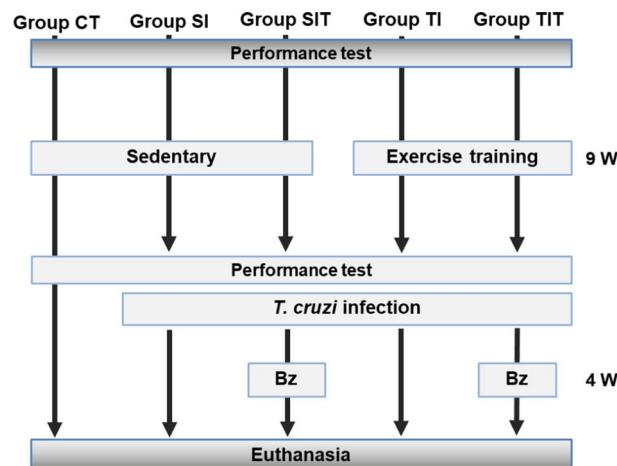 Group CT Group SI Group SIT Group TI Group TIT
Performance test
Sedentary Exercise training 9 W
Performance test
T. cruzi infection
Bz Bz 4 W
Euthanasia